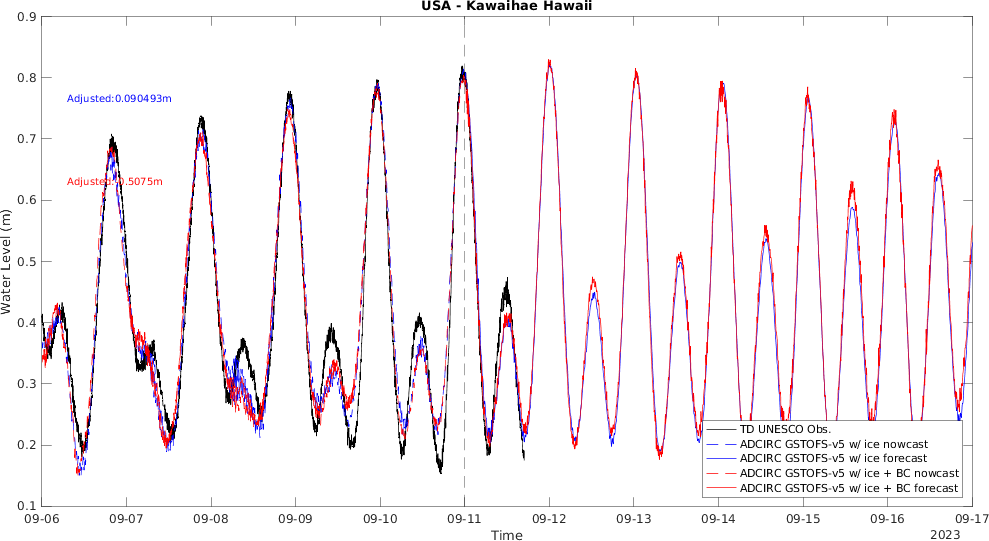 USA - Kawaihae Hawaii
0.9
0.8
0.7
0.6
0.5
0.4
0.3
0.2
0.1
Water Level (m)
Adjusted:0.090493m
09-06
09-07
09-08
09-09
09-10
09-11
09-12
09-13
09-14
09-15
09-16
09-17
Time
2023
TD UNESCO Obs.
ADCIRC GSTOFS-v5 w/ ice nowcast
ADCIRC GSTOFS-v5 w/ ice forecast
ADCIRC GSTOFS-v5 w/ ice + BC nowcast
ADCIRC GSTOFS-v5 w/ ice + BC forecast